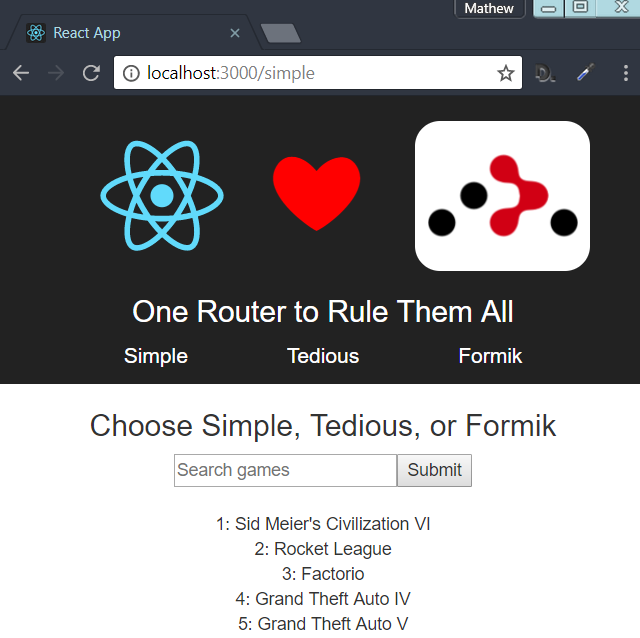 Mathew
React App
localhost:3000/simple
One Router to Rule Them All
Simple Tedious Formik
Choose Simple, Tedious, or Formik
Search games Submit
1: Sid Meier's Civilization VI
2: Rocket League
3: Factorio
4: Grand Theft Auto IV
5: Grand Theft Auto V